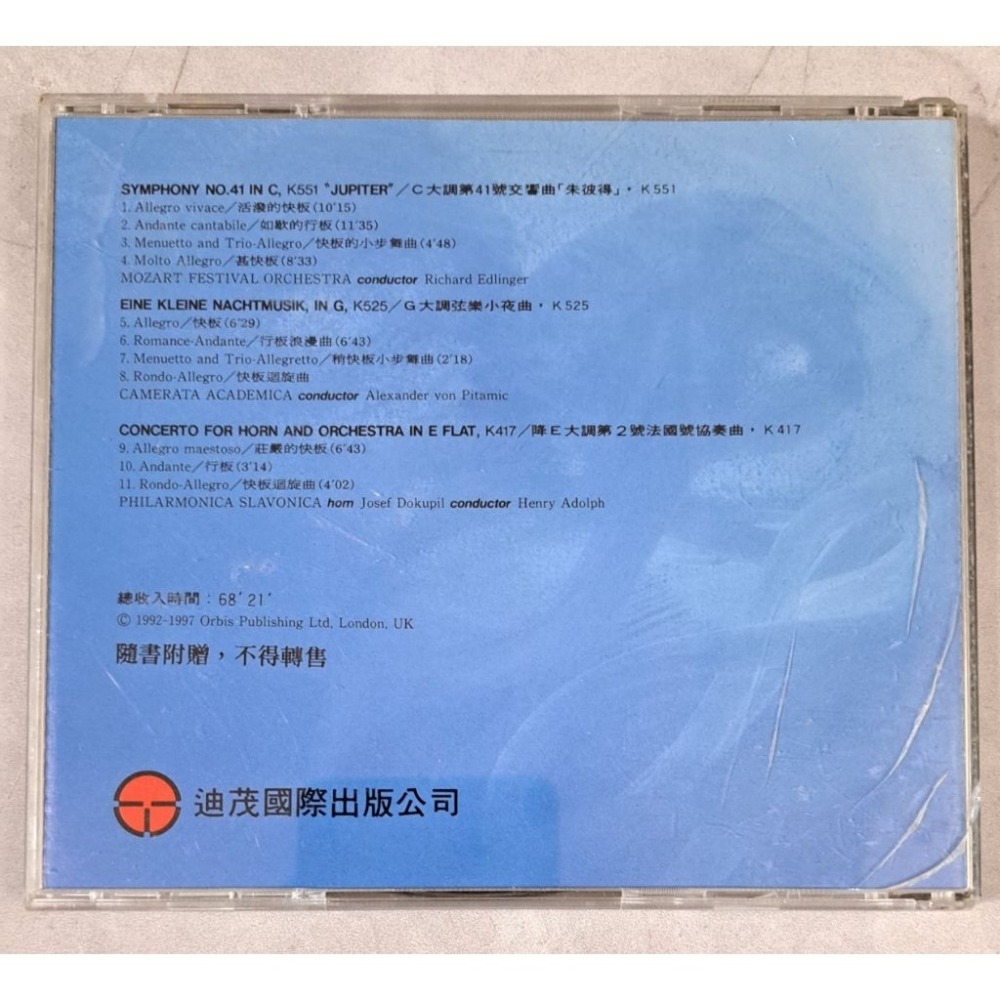 SYMPHONY NO.41 IN C, K551 "JUPITER"／C大調第41號交響曲「朱彼得」，K551
1. Allegro vivace／活潑的快板(10'15)
2. Andante cantabile／如歌的行板(11'35)
3. Menuetto and Trio-Allegro／快板的小步舞曲(4'48)
4. Molto Allegro／甚快板(8'33)
MOZART FESTIVAL ORCHESTRA conductor Richard Edlinger
EINE KLEINE NACHTMUSIK, IN G, K525／G大調弦樂小夜曲，K525
5. Allegro／快板(6'29)
6. Romance-Andante／行板浪漫曲(6'43)
7. Menuetto and Trio-Allegretto／稍快板小步舞曲(2'18)
8. Rondo-Allegro／快板迴旋曲
CAMERATA ACADEMICA conductor Alexander von Pitamic
CONCERTO FOR HORN AND ORCHESTRA IN E FLAT, K417／降E大調第2號法國號協奏曲，K417
9. Allegro maestoso／莊嚴的快板(6'43)
10. Andante／行板(3'14)
11. Rondo-Allegro／快板迴旋曲(4'02)
PHILARMONICA SLAVONICA horn Josef Dokupil conductor Henry Adolph
總收入時間：68'21'
© 1992-1997 Orbis Publishing Ltd, London, UK
隨書附贈，不得轉售
迪茂國際出版公司